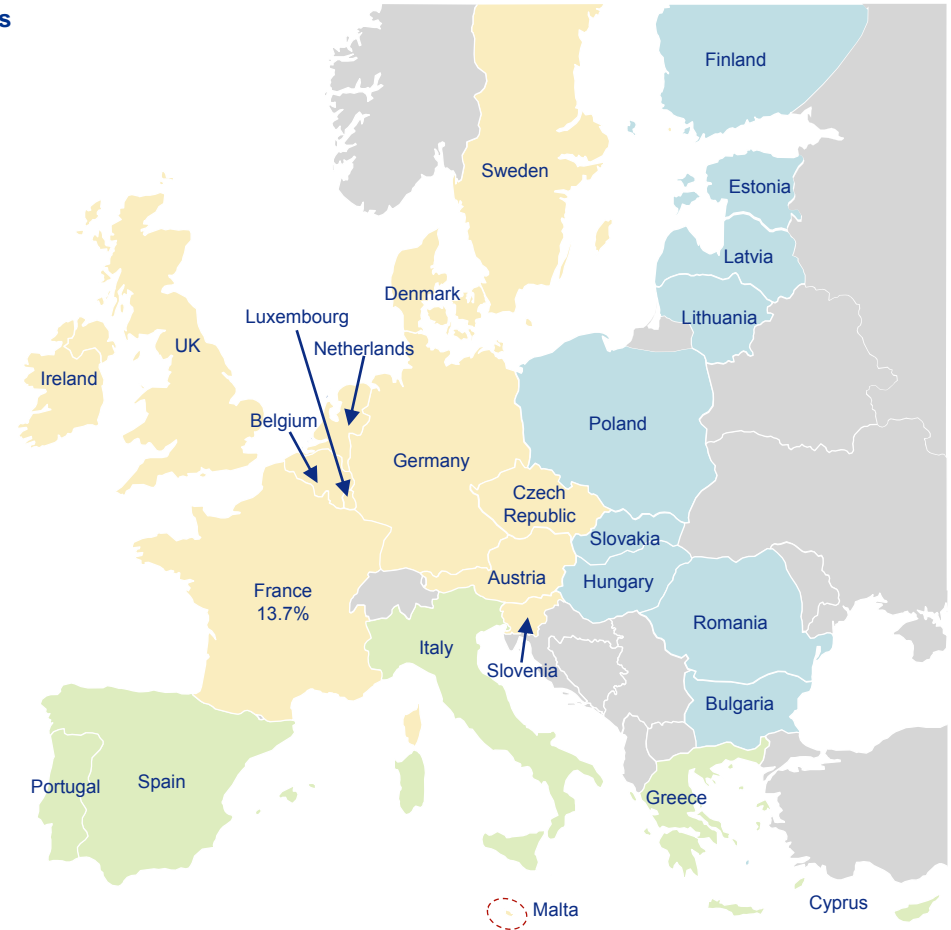 s
Finland
Sweden
Estonia
Latvia
Denmark
Luxembourg
Lithuania
UK
Netherlands
Ireland
Belgium
Poland
Germany
Czech
Republic
Slovakia
Austria
Hungary
France
13.7%
Romania
Italy
Slovenia
Bulgaria
Portugal
Spain
Greece
Malta
Cyprus